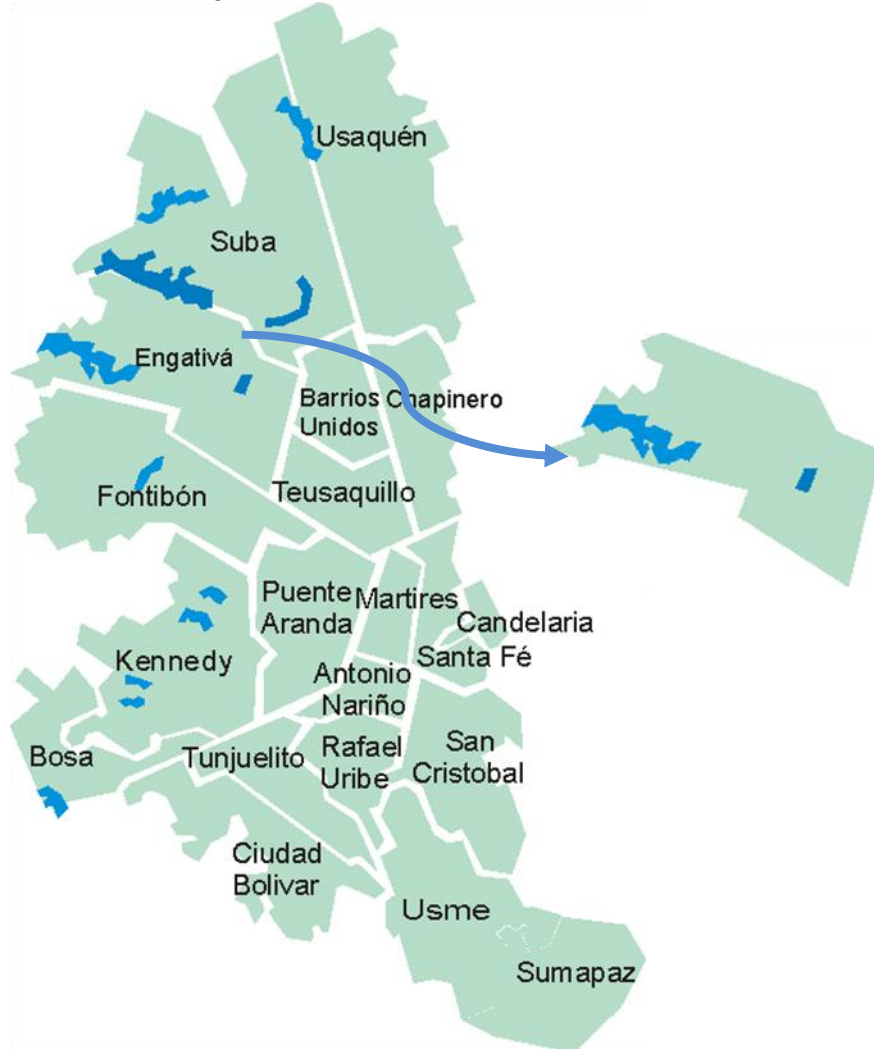 Usaquén
Suba
Engativá
Barrios
Unidos
Chapinero
Fontibón
Teusaquillo
Puente
Aranda
Martires
Candelaria
Santa Fé
Kennedy
Antonio
Nariño
Bosa
Tunjuelito
Rafael
Uribe
San
Cristobal
Ciudad
Bolivar
Usme
Sumapaz